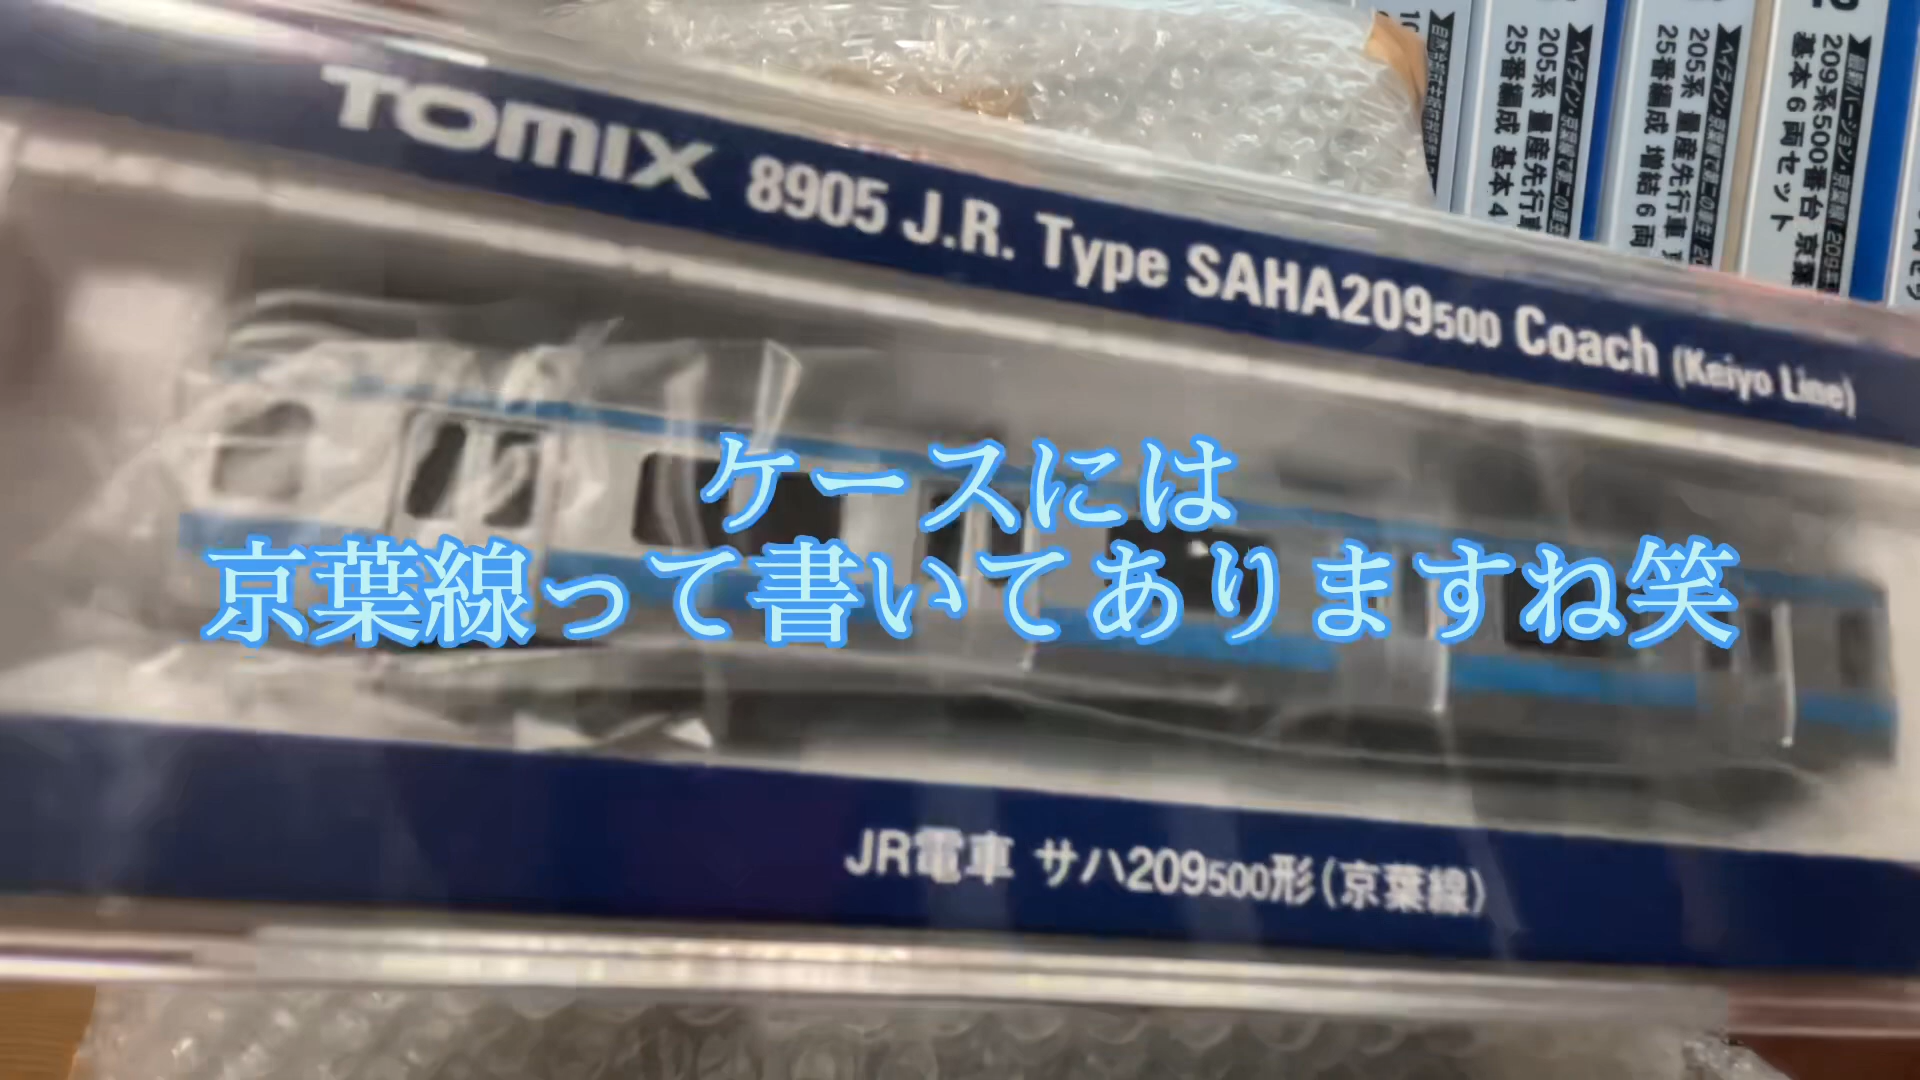 TOMIX 8905 J.R. Type SAHA209500 Coach (Keiyo Line)
205系 量産先行車
25番編成 基本4
205系 量産先行車
25番編成 増結6両
209系500番台 京葉
基本6両セット
ケースには
京葉線って書いてありますね笑
JR電車 サハ209500形(京葉線)